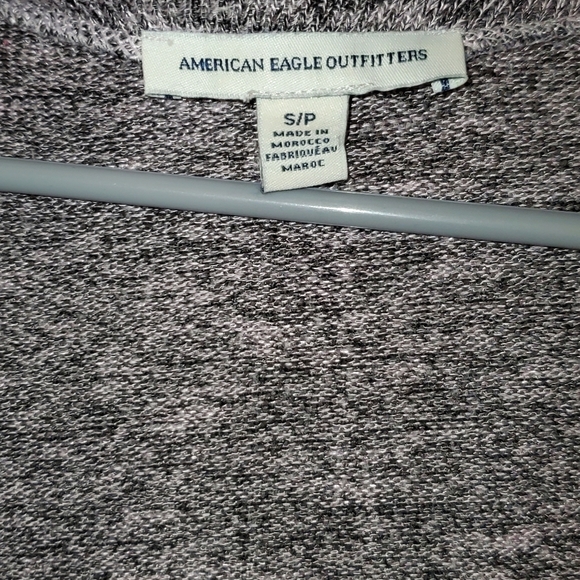 AMERICAN EAGLE OUTFITTERS
S/P
MADE IN
MOROCCO
FABRIQUÉ AU
MAROC